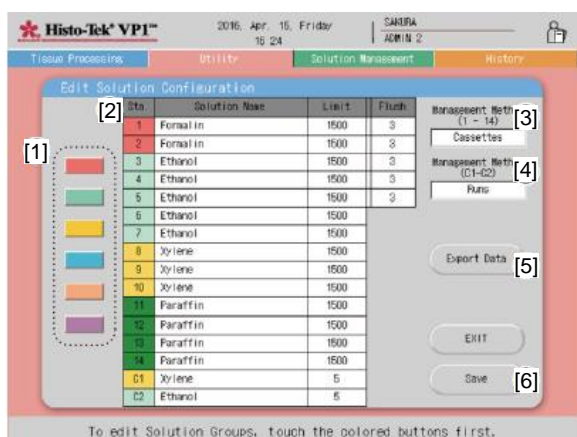 Histo-Tek® VP1™
2016, Apr. 15, Friday
16 24
SAKURA
ADMIN 2
Tissue Processing Utility Solution Management History
Edit Solution Configuration
[1]
[2] Stn. Solution Name Limit Flush
1 Formalin 1500 3
2 Formalin 1500 3
3 Ethanol 1500 3
4 Ethanol 1500 3
5 Ethanol 1500 3
6 Ethanol 1500
7 Ethanol 1500
8 Xylene 1500
9 Xylene 1500
10 Xylene 1500
11 Paraffin 1500
12 Paraffin 1500
13 Paraffin 1500
14 Paraffin 1500
C1 Xylene 5
C2 Ethanol 5
Management Meth [3]
(1 - 14)
Cassettes
Management Meth [4]
(C1-C2)
Runs
Export Data [5]
EXIT
Save [6]
To edit Solution Groups, touch the colored buttons first.